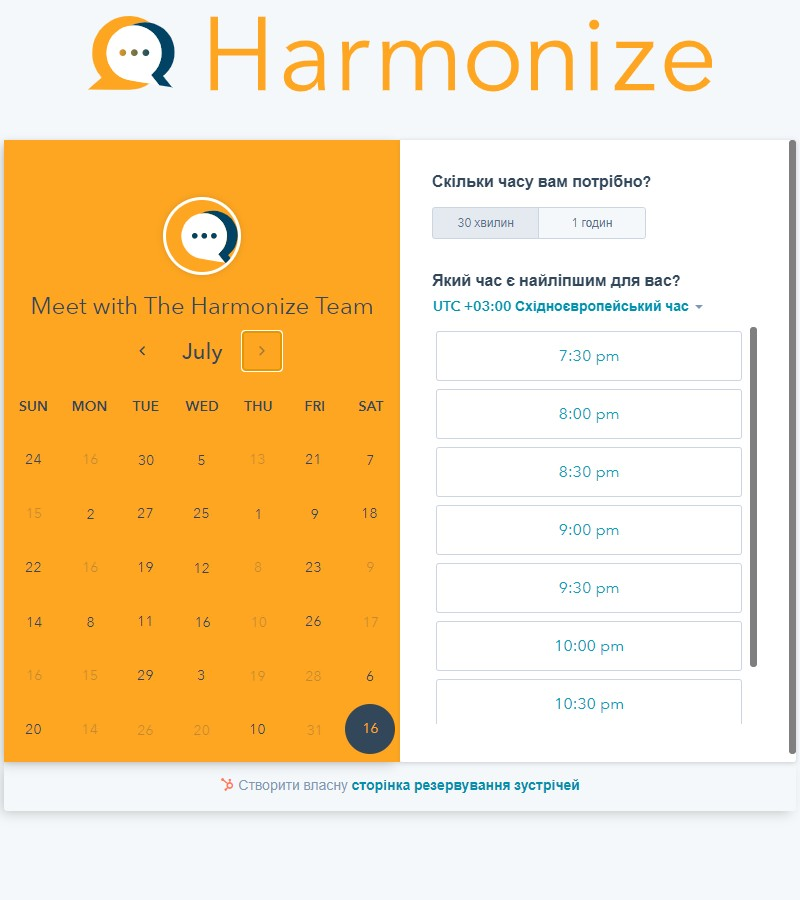 Harmonize
Meet with The Harmonize Team
July
SUN MON TUE WED THU FRI SAT
24 16 30 5 13 21 7
15 2 27 25 1 9 18
22 16 19 12 8 23 9
14 8 11 16 10 26 17
16 15 29 3 19 28 6
20 14 26 20 10 31 16
Скільки часу вам потрібно?
30 хвилин 1 годин
Який час є найліпшим для вас?
UTC +03:00 Східноєвропейський час
7:30 pm
8:00 pm
8:30 pm
9:00 pm
9:30 pm
10:00 pm
10:30 pm
Створити власну сторінка резервування зустрічей